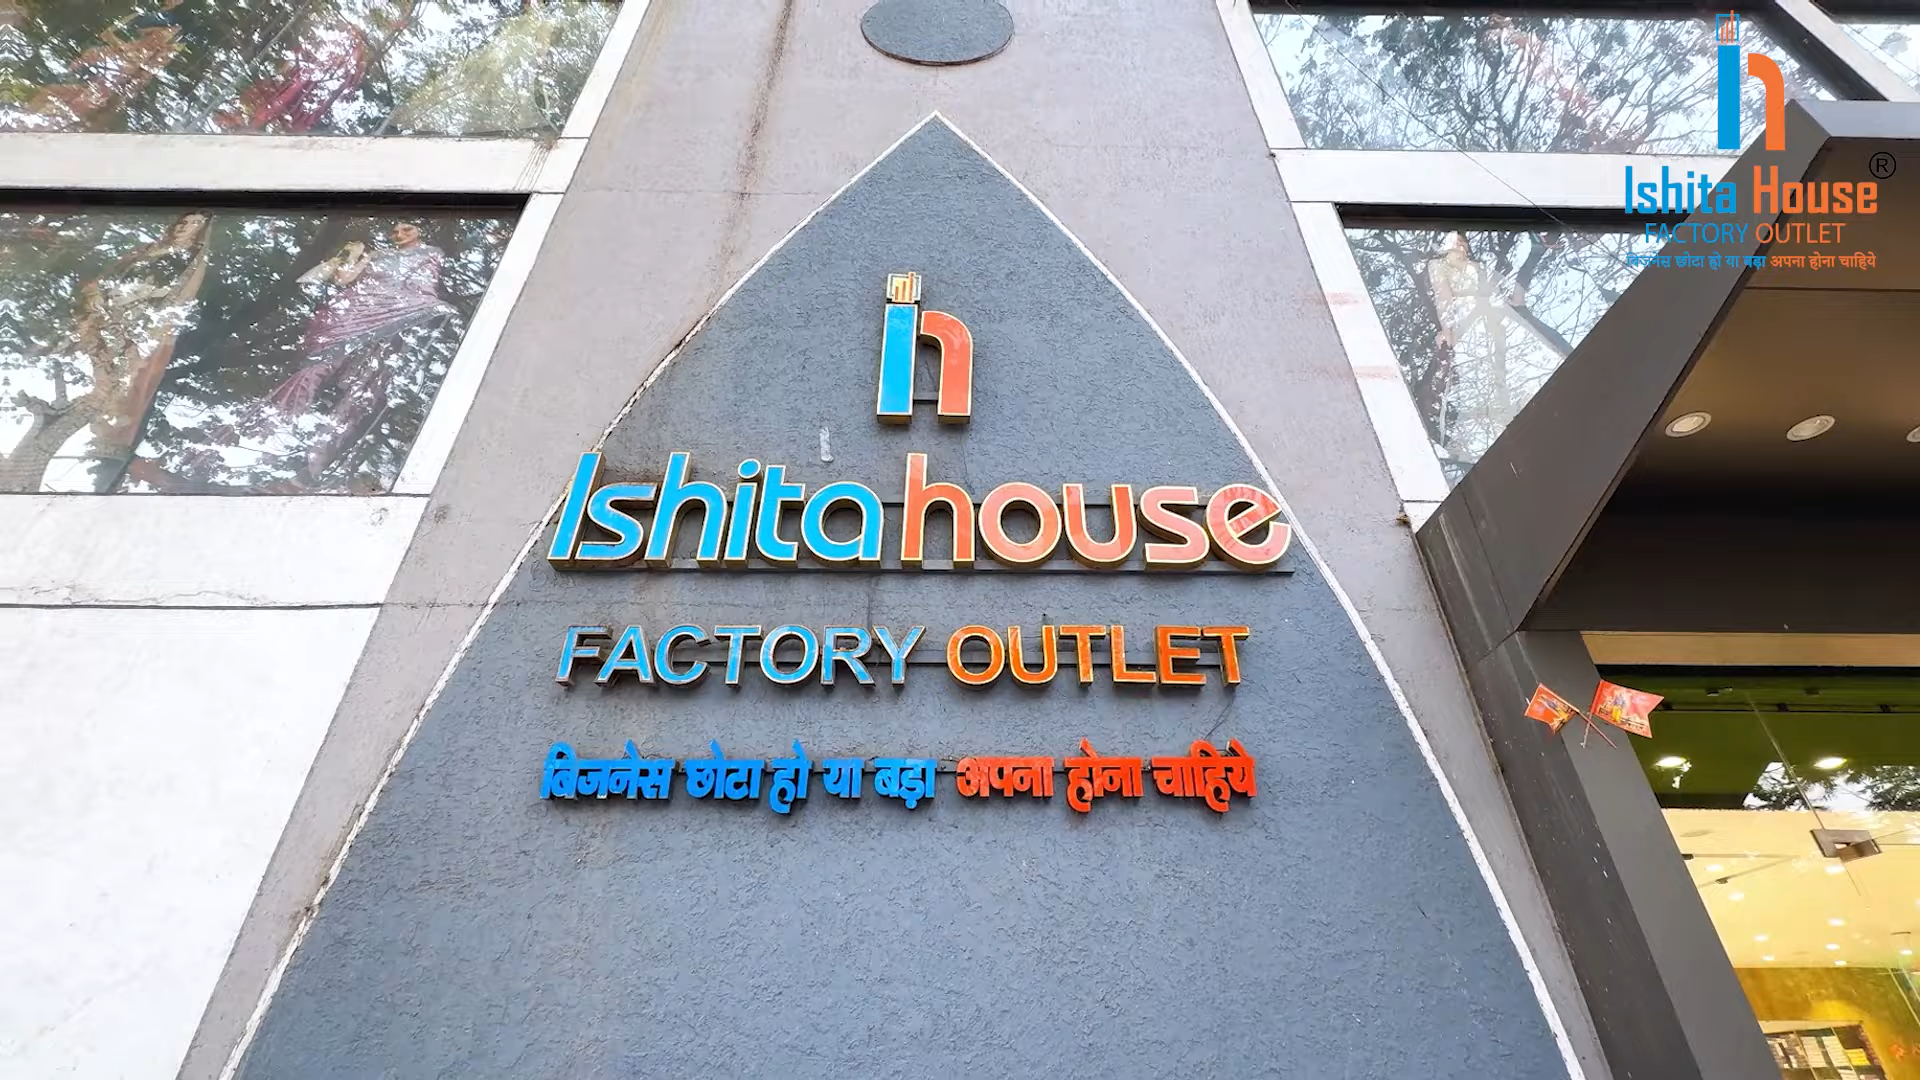 Ishita house
FACTORY OUTLET
बिजनेस छोटा हो या बड़ा अपना होना चाहिये
Ishita House®
FACTORY OUTLET
बिजनेस छोटा हो या बड़ा अपना होना चाहिये